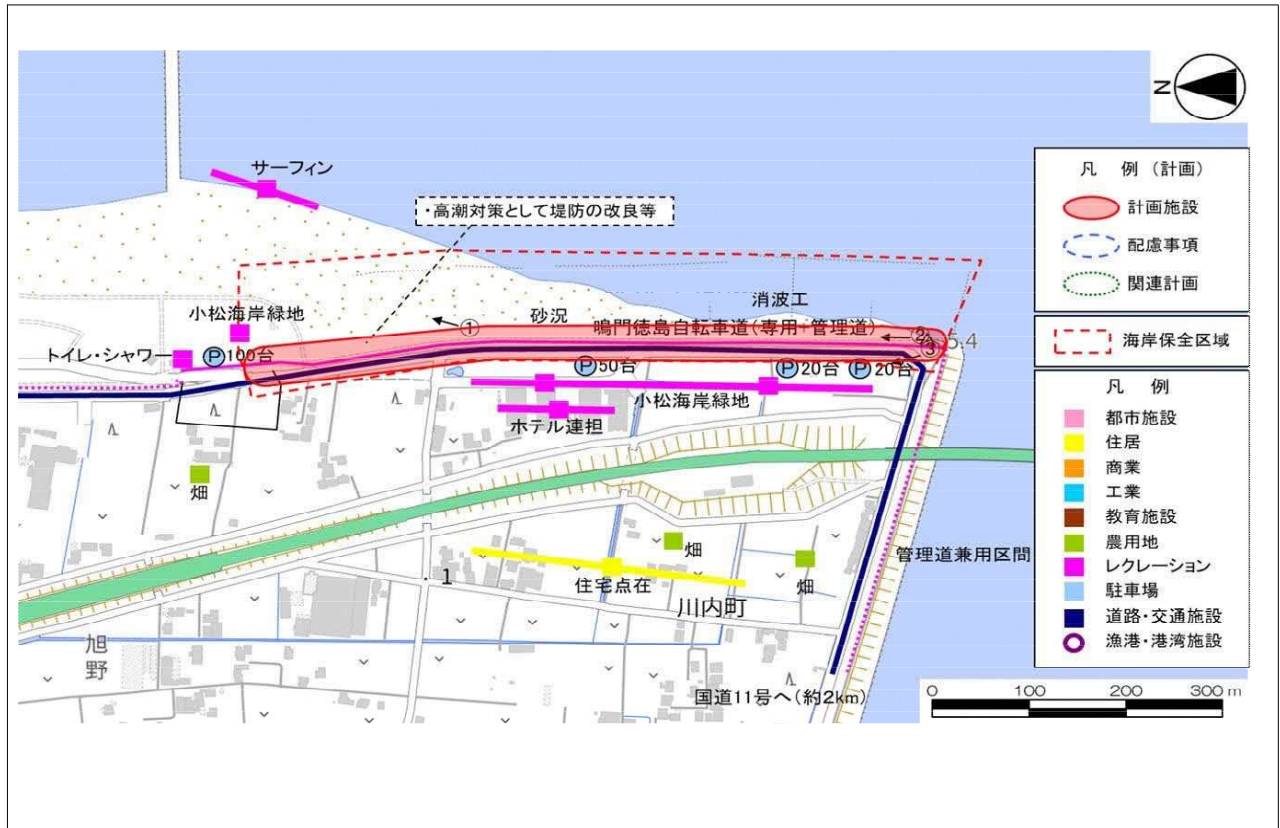 N
サーフィン
・高潮対策として堤防の改良等
小松海岸緑地
①
砂況
消波工
鳴門徳島自転車道(専用+管理道)
②
③
5.4
トイレ・シャワー
P100台
P50台
P20台
P20台
小松海岸緑地
ホテル連担
畑
畑
畑
管理道兼用区間
1
住宅点在
川内町
旭野
国道11号へ(約2km)
凡 例 (計画)
計画施設
配慮事項
関連計画
海岸保全区域
凡 例
都市施設
住居
商業
工業
教育施設
農用地
レクレーション
駐車場
道路・交通施設
漁港・港湾施設
0 100 200 300 m